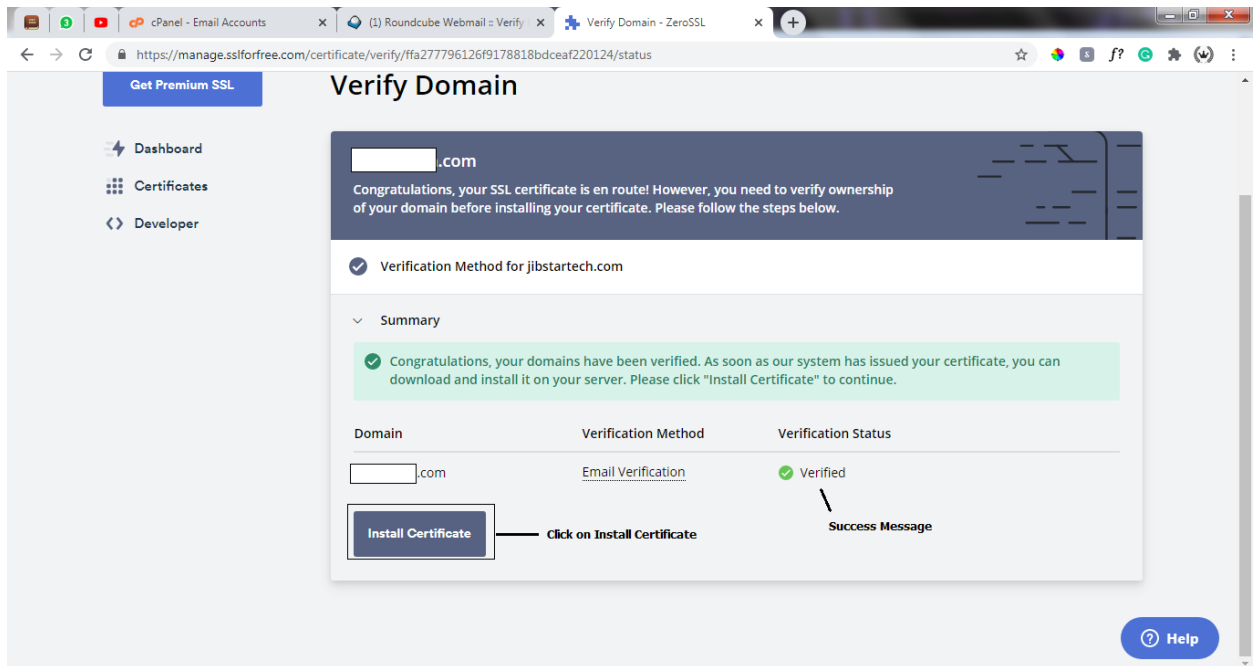 3
cPanel - Email Accounts
(1) Roundcube Webmail :: Verify
Verify Domain - ZeroSSL
https://manage.sslforfree.com/certificate/verify/ffa277796126f9178818bdceaf220124/status
S f? G
Get Premium SSL
Verify Domain
Dashboard
Certificates
Developer
.com
Congratulations, your SSL certificate is en route! However, you need to verify ownership
of your domain before installing your certificate. Please follow the steps below.
Verification Method for jibstartech.com
Summary
Congratulations, your domains have been verified. As soon as our system has issued your certificate, you can
download and install it on your server. Please click "Install Certificate" to continue.
Domain Verification Method Verification Status
.com Email Verification Verified
Success Message
Install Certificate Click on Install Certificate
Help